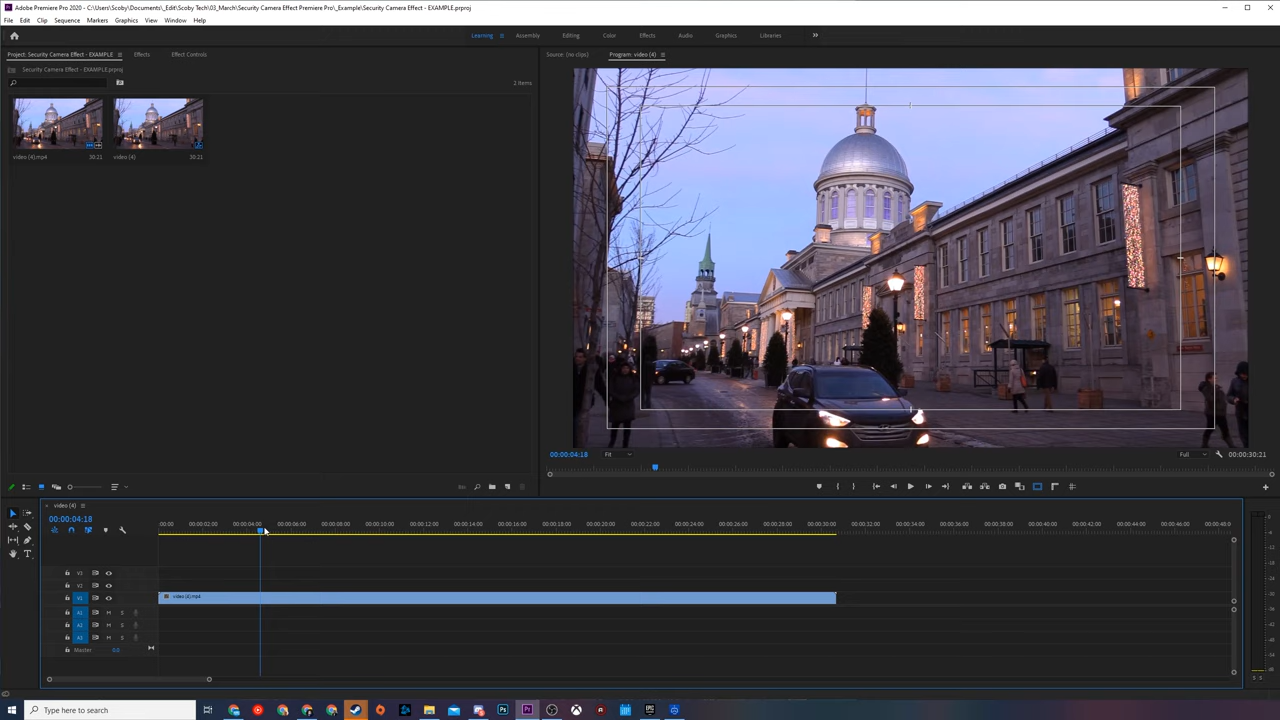 Adobe Premiere Pro 2020 - C:\Users\Scoby\Documents\_Edit\Scoby Tech\03_March\Security Camera Effect Premiere Pro\_Example\Security Camera Effect - EXAMPLE.prproj
File Edit Clip Sequence Markers Graphics View Window Help
Learning Assembly Editing Color Effects Audio Graphics Libraries
Project: Security Camera Effect - EXAMPLE Effects Effect Controls
Source: (no clips) Program: video (4)
Security Camera Effect - EXAMPLE.prproj
2 Items
video (4).mp4 30:21 video (4) 30:21
00:00:04:18 Fit Full 00:00:30:21
video (4)
00:00:04:18
:00:00 00:00:02:00 00:00:04:00 00:00:06:00 00:00:08:00 00:00:10:00 00:00:12:00 00:00:14:00 00:00:16:00 00:00:18:00 00:00:20:00 00:00:22:00 00:00:24:00 00:00:26:00 00:00:28:00 00:00:30:00 00:00:32:00 00:00:34:00 00:00:36:00 00:00:38:00 00:00:40:00 00:00:42:00 00:00:44:00 00:00:46:00 00:00:48:0
V3
V2
V1 video (4).mp4
A1 M S
A2 M S
A3 M S
Master 0.0
S S
Type here to search